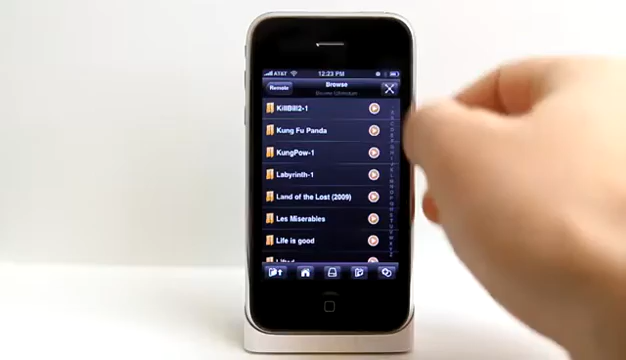 AT&T 12:23 PM
Remote Browse
KillBill2-1
Kung Fu Panda
KungPow-1
Labyrinth-1
Land of the Lost (2009)
Les Miserables
Life is good